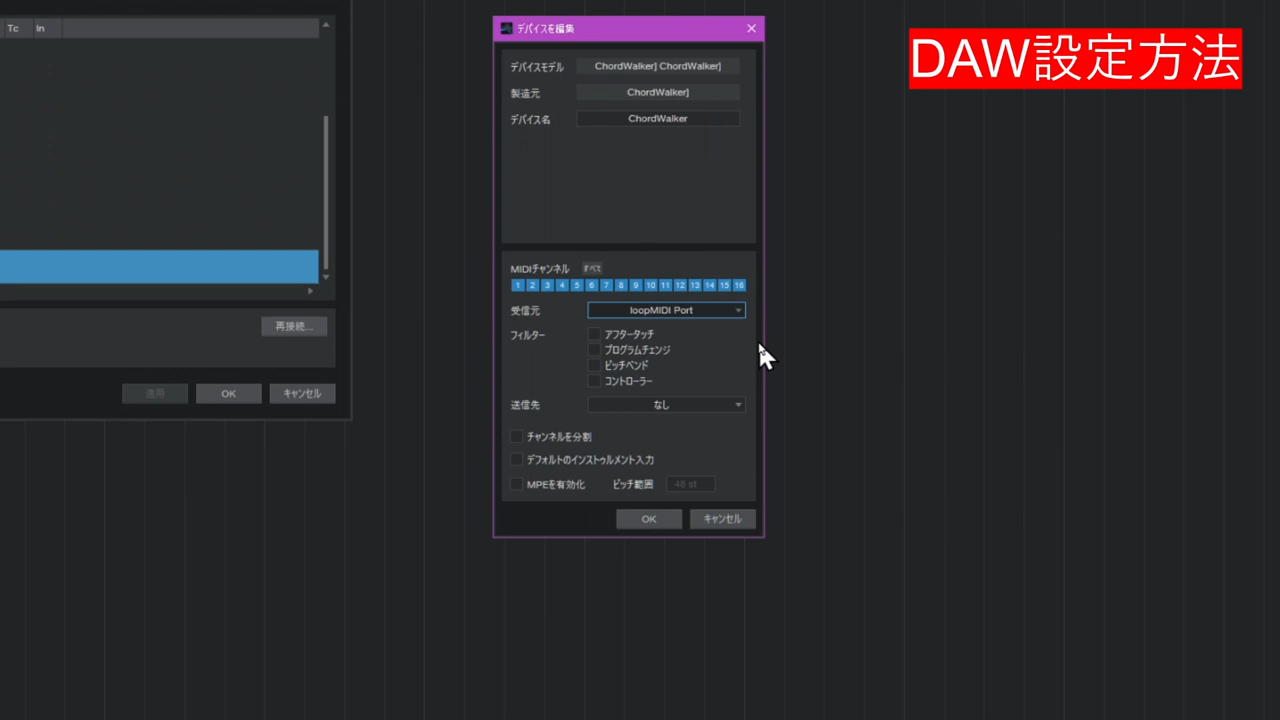 Tc In
デバイスを編集
DAW設定方法
デバイスモデル ChordWalker] ChordWalker]
製造元 ChordWalker]
デバイス名 ChordWalker
MIDIチャンネル すべて
1 2 3 4 5 6 7 8 9 10 11 12 13 14 15 16
受信元 loopMIDI Port
フィルター アフタータッチ
プログラムチェンジ
ピッチベンド
コントローラー
送信先 なし
チャンネルを分割
デフォルトのインストゥルメント入力
MPEを有効化 ピッチ範囲 48 st
OK キャンセル
再接続...
適用 OK キャンセル